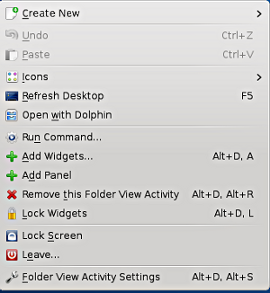 Create New
Undo Ctrl+Z
Paste Ctrl+V
Icons
Refresh Desktop F5
Open with Dolphin
Run Command...
Add Widgets... Alt+D, A
Add Panel
Remove this Folder View Activity Alt+D, Alt+R
Lock Widgets Alt+D, L
Lock Screen
Leave...
Folder View Activity Settings Alt+D, Alt+S